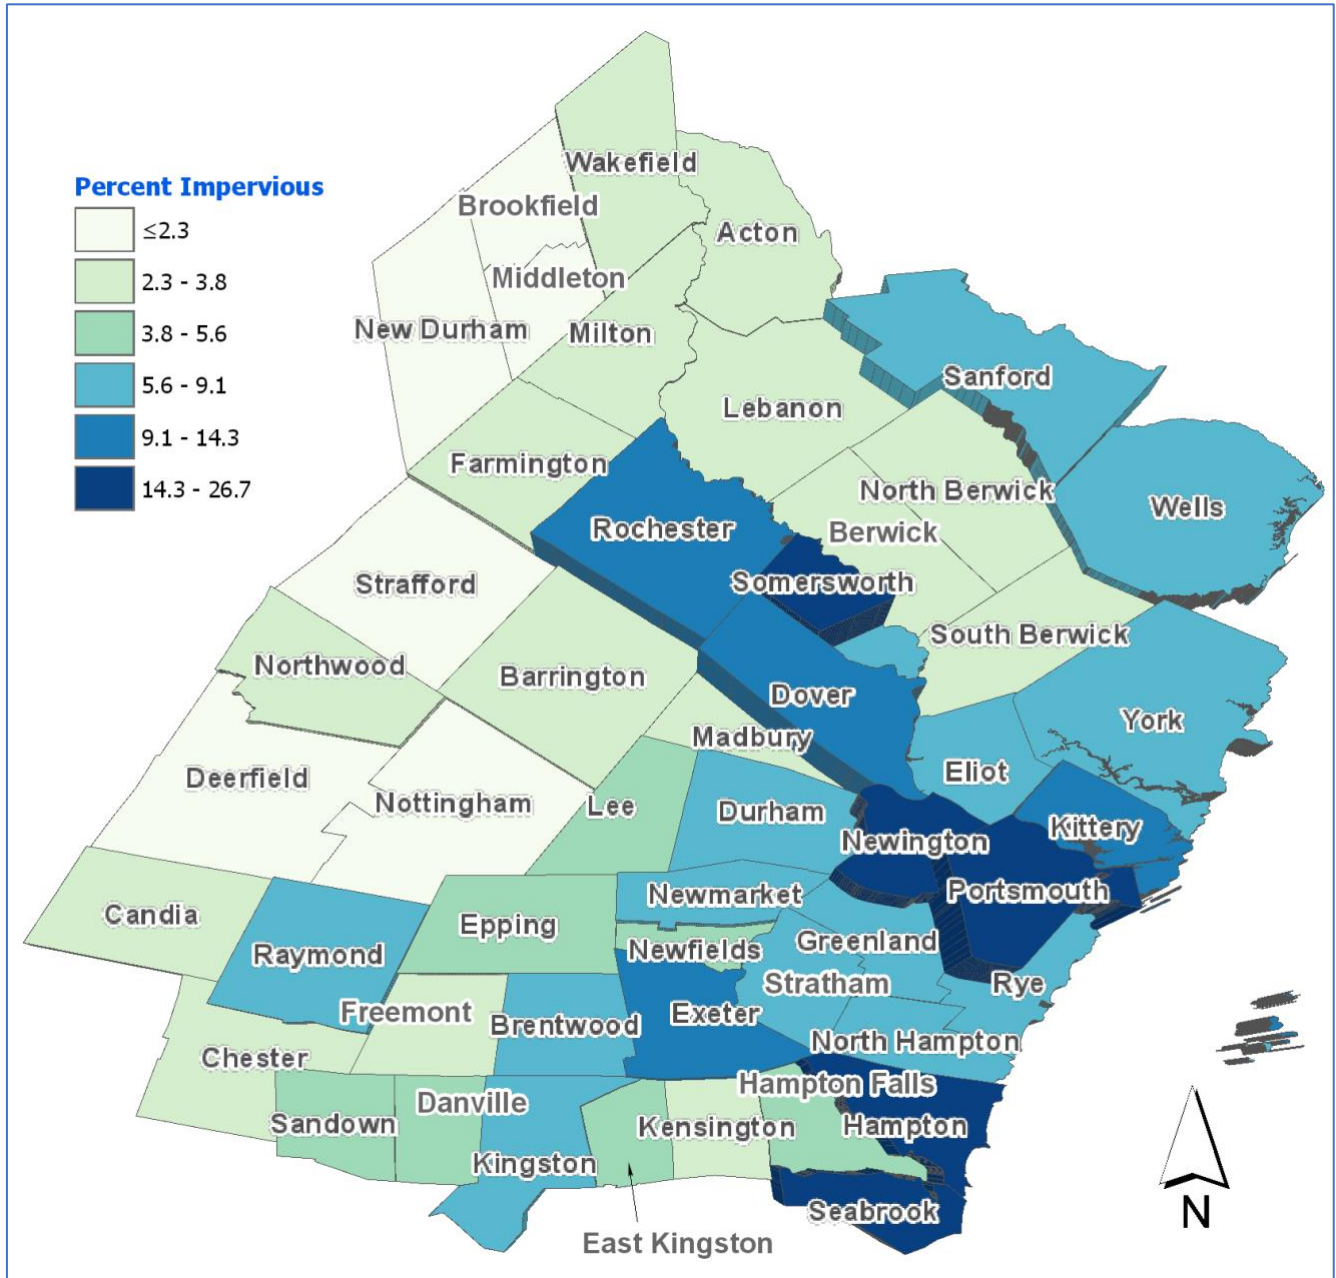 Percent Impervious
≤2.3
2.3 - 3.8
3.8 - 5.6
5.6 - 9.1
9.1 - 14.3
14.3 - 26.7
Wakefield
Brookfield
Acton
Middleton
New Durham
Milton
Sanford
Lebanon
Farmington
North Berwick
Wells
Rochester
Berwick
Strafford
Somersworth
South Berwick
Northwood
Barrington
Dover
York
Madbury
Deerfield
Eliot
Nottingham
Lee
Durham
Kittery
Newington
Newmarket
Portsmouth
Candia
Epping
Raymond
Newfields
Greenland
Stratham
Rye
Freemont
Brentwood
Exeter
North Hampton
Chester
Hampton Falls
Danville
Sandown
Kensington
Hampton
Kingston
Seabrook
East Kingston
N